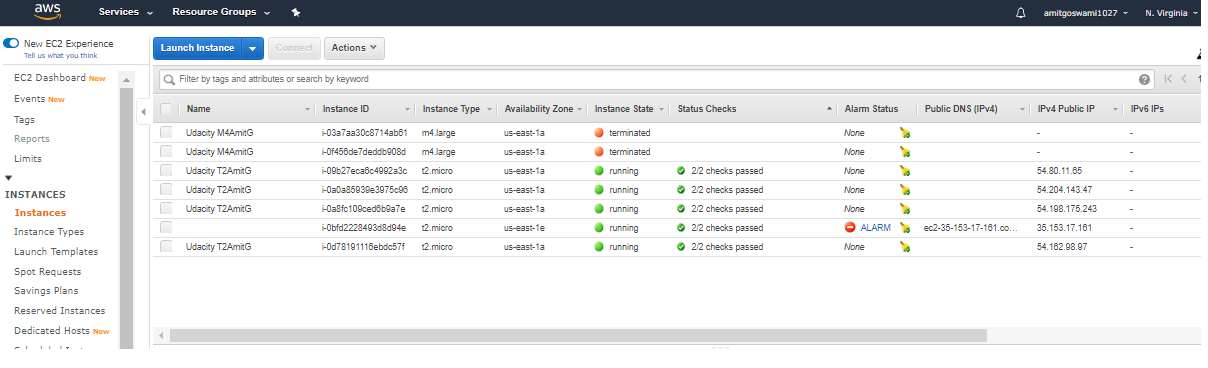 aws Services Resource Groups amitgoswami1027 N. Virginia
New EC2 Experience
Tell us what you think
Launch Instance Connect Actions
EC2 Dashboard New
Filter by tags and attributes or search by keyword
Events New
Tags
Reports
Limits
INSTANCES
Instances
Instance Types
Launch Templates
Spot Requests
Savings Plans
Reserved Instances
Dedicated Hosts New
Name Instance ID Instance Type Availability Zone Instance State Status Checks Alarm Status Public DNS (IPv4) IPv4 Public IP IPv6 IPs
Udacity M4AmitG i-03a7aa30c8714ab61 m4.large us-east-1a terminated None - -
Udacity M4AmitG i-0f456de7deddb908d m4.large us-east-1a terminated None - -
Udacity T2AmitG i-09b27eca6c4992a3c t2.micro us-east-1a running 2/2 checks passed None 54.80.11.65 -
Udacity T2AmitG i-0a0a85939e3975c96 t2.micro us-east-1a running 2/2 checks passed None 54.204.143.47 -
Udacity T2AmitG i-0a8fc109ced6b9a7e t2.micro us-east-1a running 2/2 checks passed None 54.198.175.243 -
i-0bfd2228493d8d94e t2.micro us-east-1e running 2/2 checks passed ALARM ec2-35-153-17-161.co... 35.153.17.161 -
Udacity T2AmitG i-0d78191116ebdc57f t2.micro us-east-1a running 2/2 checks passed None 54.162.98.97 -